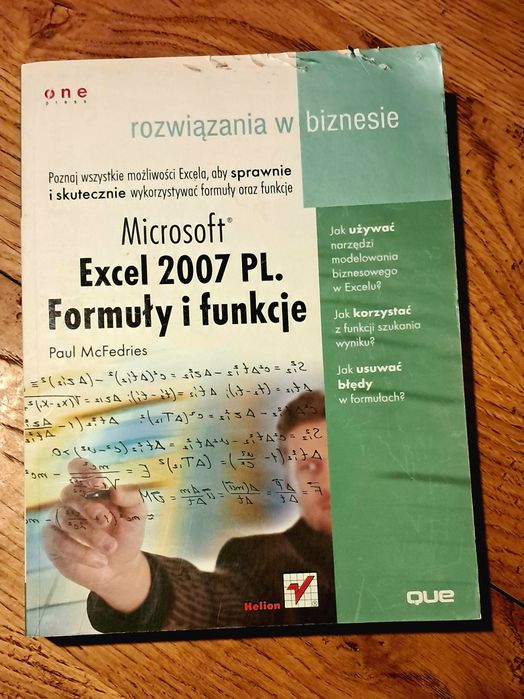 one
press
rozwiązania w biznesie
Poznaj wszystkie możliwości Excela, aby sprawnie
i skutecznie wykorzystywać formuły oraz funkcje
Microsoft®
Excel 2007 PL.
Formuły i funkcje
Paul McFedries
Jak używać
narzędzi
modelowania
biznesowego
w Excelu?
Jak korzystać
z funkcji szukania
wyniku?
Jak usuwać
błędy
w formułach?
Helion
QUE